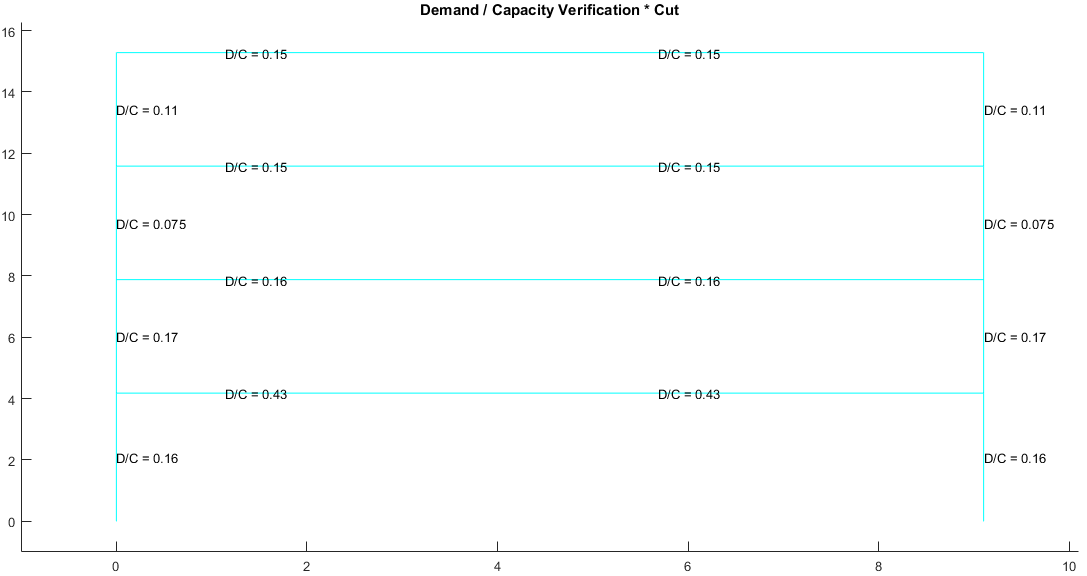 Demand / Capacity Verification * Cut
16
D/C = 0.15 D/C = 0.15
14
D/C = 0.11 D/C = 0.11
12
D/C = 0.15 D/C = 0.15
10
D/C = 0.075 D/C = 0.075
8
D/C = 0.16 D/C = 0.16
6
D/C = 0.17 D/C = 0.17
4
D/C = 0.43 D/C = 0.43
2
D/C = 0.16 D/C = 0.16
0
0 2 4 6 8 10